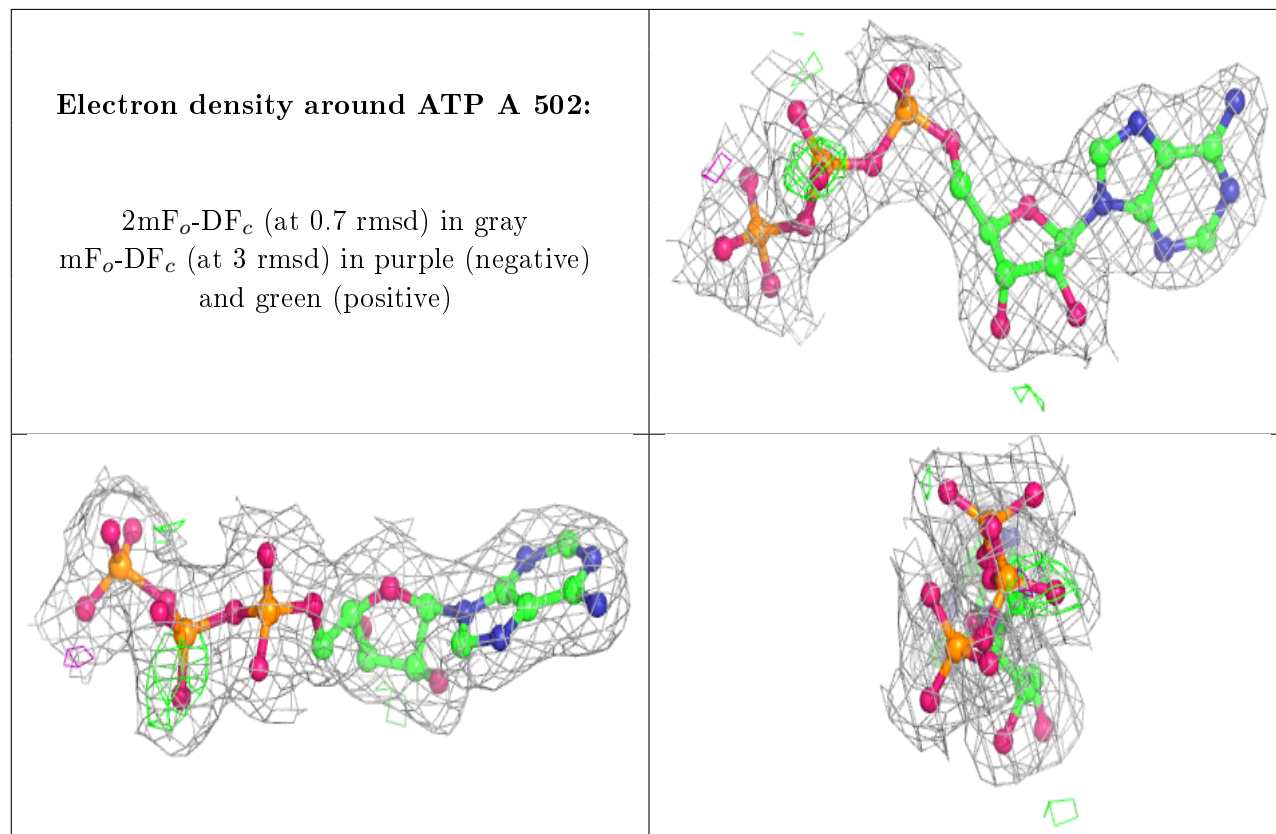 Electron density around ATP A 502:
2mFo-DFc (at 0.7 rmsd) in gray
mFo-DFc (at 3 rmsd) in purple (negative)
and green (positive)